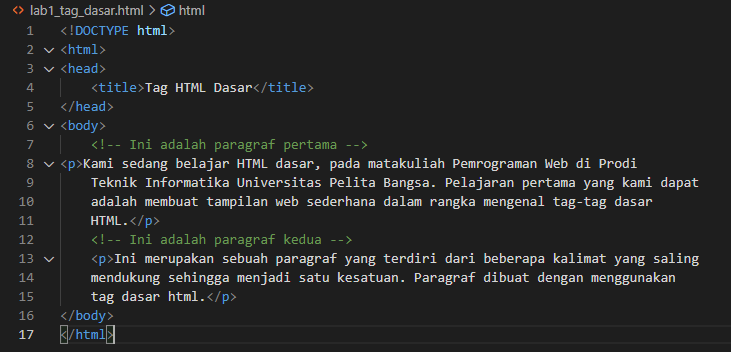 lab1_tag_dasar.html > html
1 <!DOCTYPE html>
2 <html>
3 <head>
4 <title>Tag HTML Dasar</title>
5 </head>
6 <body>
7 <!-- Ini adalah paragraf pertama -->
8 <p>Kami sedang belajar HTML dasar, pada matakuliah Pemrograman Web di Prodi
9 Teknik Informatika Universitas Pelita Bangsa. Pelajaran pertama yang kami dapat
10 adalah membuat tampilan web sederhana dalam rangka mengenal tag-tag dasar
11 HTML.</p>
12 <!-- Ini adalah paragraf kedua -->
13 <p>Ini merupakan sebuah paragraf yang terdiri dari beberapa kalimat yang saling
14 mendukung sehingga menjadi satu kesatuan. Paragraf dibuat dengan menggunakan
15 tag dasar html.</p>
16 </body>
17 </html>